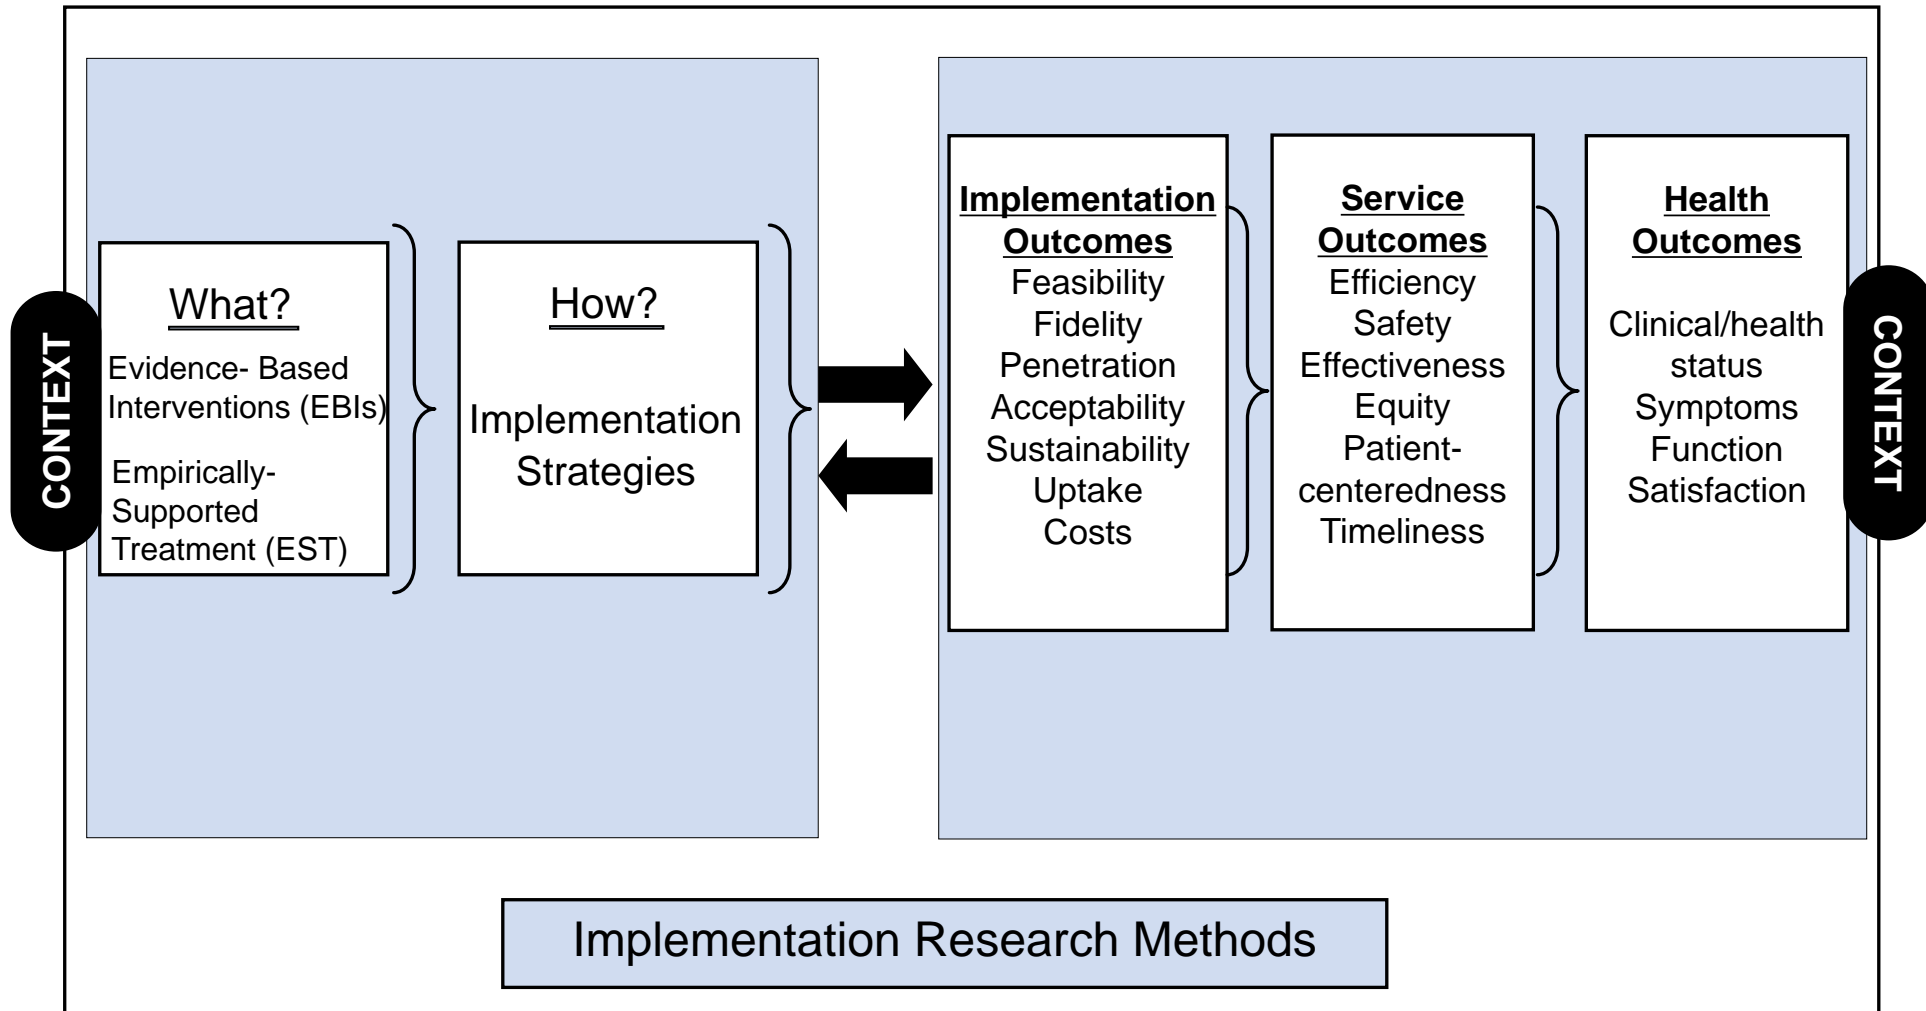 CONTEXT
What?
Evidence- Based
Interventions (EBIs)
Empirically-
Supported
Treatment (EST)
How?
Implementation
Strategies
Implementation
Outcomes
Feasibility
Fidelity
Penetration
Acceptability
Sustainability
Uptake
Costs
Service
Outcomes
Efficiency
Safety
Effectiveness
Equity
Patient-
centeredness
Timeliness
Health
Outcomes
Clinical/health
status
Symptoms
Function
Satisfaction
CONTEXT
Implementation Research Methods